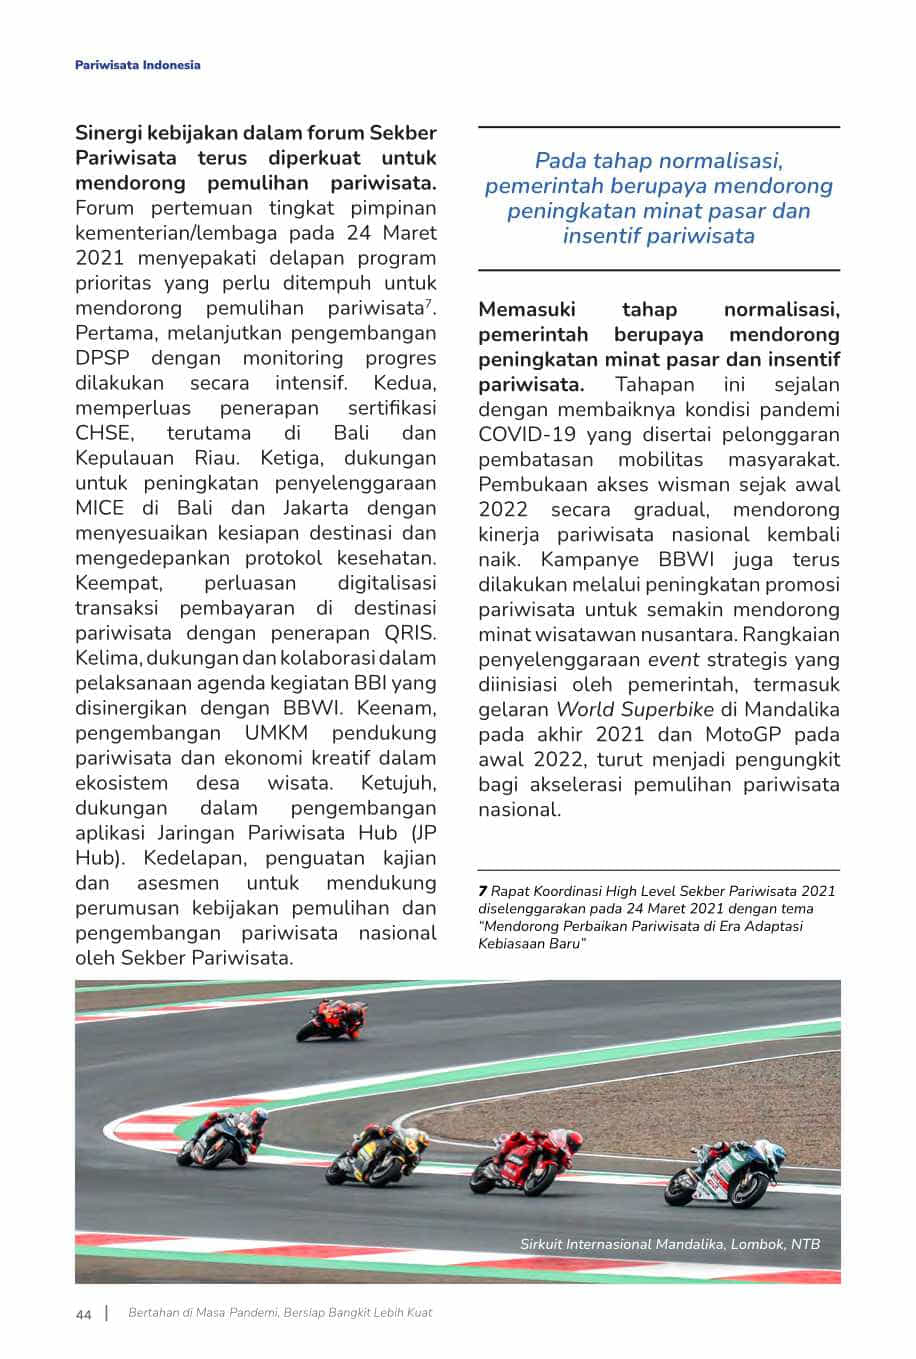 Pariwisata Indonesia
Sinergi kebijakan dalam forum Sekber
Pariwisata terus diperkuat untuk
mendorong pemulihan pariwisata.
Forum pertemuan tingkat pimpinan
kementerian/lembaga pada 24 Maret
2021 menyepakati delapan program
prioritas yang perlu ditempuh untuk
mendorong pemulihan pariwisata⁷.
Pertama, melanjutkan pengembangan
DPSP dengan monitoring progres
dilakukan secara intensif. Kedua,
memperluas penerapan sertifikasi
CHSE, terutama di Bali dan
Kepulauan Riau. Ketiga, dukungan
untuk peningkatan penyelenggaraan
MICE di Bali dan Jakarta dengan
menyesuaikan kesiapan destinasi dan
mengedepankan protokol kesehatan.
Keempat, perluasan digitalisasi
transaksi pembayaran di destinasi
pariwisata dengan penerapan QRIS.
Kelima, dukungan dan kolaborasi dalam
pelaksanaan agenda kegiatan BBI yang
disinergikan dengan BBWI. Keenam,
pengembangan UMKM pendukung
pariwisata dan ekonomi kreatif dalam
ekosistem desa wisata. Ketujuh,
dukungan dalam pengembangan
aplikasi Jaringan Pariwisata Hub (JP
Hub). Kedelapan, penguatan kajian
dan asesmen untuk mendukung
perumusan kebijakan pemulihan dan
pengembangan pariwisata nasional
oleh Sekber Pariwisata.
Pada tahap normalisasi,
pemerintah berupaya mendorong
peningkatan minat pasar dan
insentif pariwisata
Memasuki tahap normalisasi,
pemerintah berupaya mendorong
peningkatan minat pasar dan insentif
pariwisata. Tahapan ini sejalan
dengan membaiknya kondisi pandemi
COVID-19 yang disertai pelonggaran
pembatasan mobilitas masyarakat.
Pembukaan akses wisman sejak awal
2022 secara gradual, mendorong
kinerja pariwisata nasional kembali
naik. Kampanye BBWI juga terus
dilakukan melalui peningkatan promosi
pariwisata untuk semakin mendorong
minat wisatawan nusantara. Rangkaian
penyelenggaraan event strategis yang
diinisiasi oleh pemerintah, termasuk
gelaran World Superbike di Mandalika
pada akhir 2021 dan MotoGP pada
awal 2022, turut menjadi pengungkit
bagi akselerasi pemulihan pariwisata
nasional.
7 Rapat Koordinasi High Level Sekber Pariwisata 2021
diselenggarakan pada 24 Maret 2021 dengan tema
"Mendorong Perbaikan Pariwisata di Era Adaptasi
Kebiasaan Baru"
Sirkuit Internasional Mandalika, Lombok, NTB
44 | Bertahan di Masa Pandemi, Bersiap Bangkit Lebih Kuat